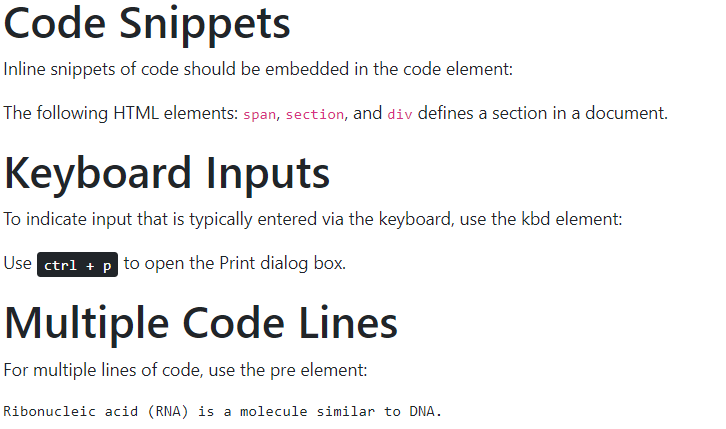 Code Snippets
Inline snippets of code should be embedded in the code element:
The following HTML elements: span, section, and div defines a section in a document.
Keyboard Inputs
To indicate input that is typically entered via the keyboard, use the kbd element:
Use ctrl + p to open the Print dialog box.
Multiple Code Lines
For multiple lines of code, use the pre element:
Ribonucleic acid (RNA) is a molecule similar to DNA.